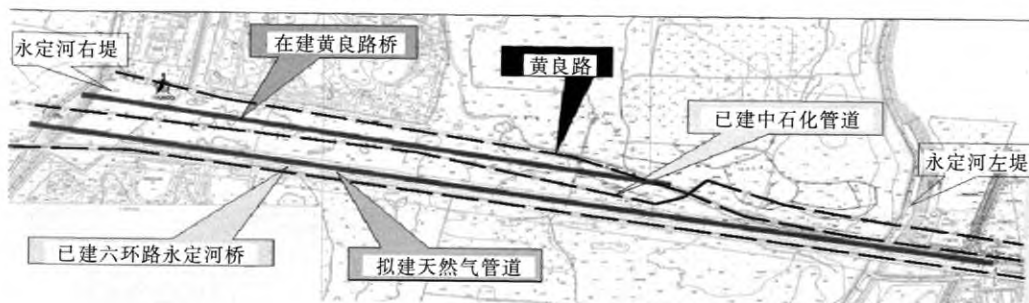 永定河右堤
在建黄良路桥
黄良路
已建中石化管道
永定河左堤
已建六环路永定河桥
拟建天然气管道